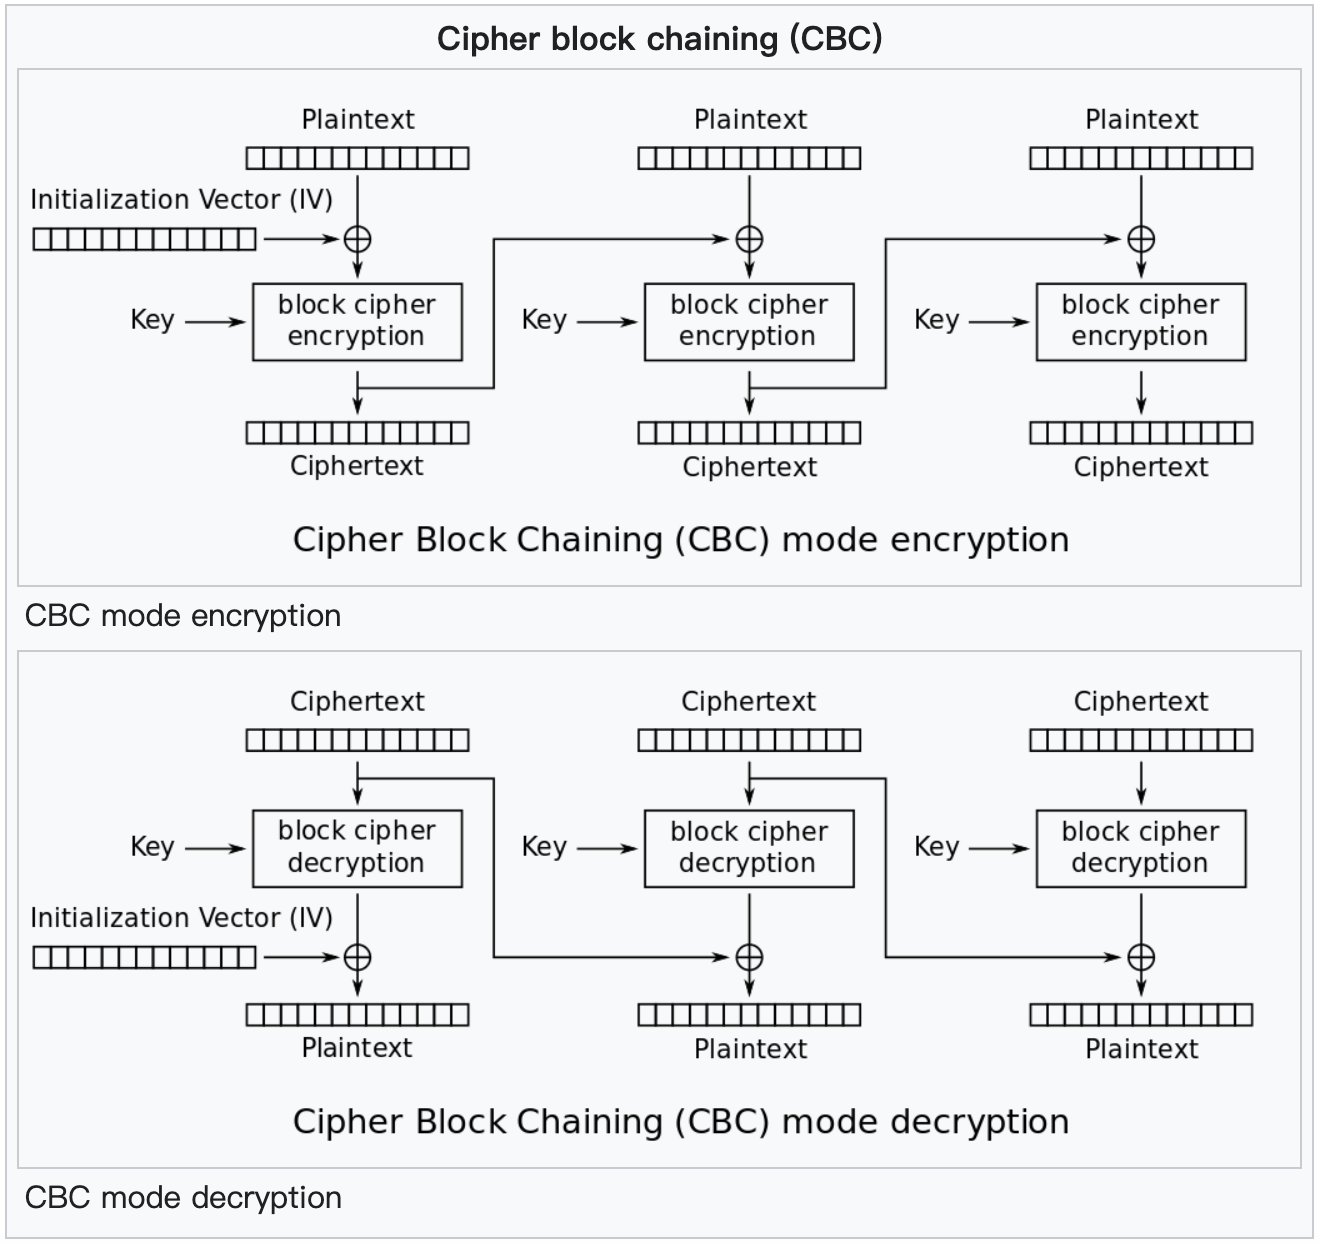 Cipher block chaining (CBC)
Plaintext
Plaintext
Plaintext
Initialization Vector (IV)
Key
block cipher
encryption
Key
block cipher
encryption
Key
block cipher
encryption
Ciphertext
Ciphertext
Ciphertext
Cipher Block Chaining (CBC) mode encryption
CBC mode encryption
Ciphertext
Ciphertext
Ciphertext
Key
block cipher
decryption
Key
block cipher
decryption
Key
block cipher
decryption
Initialization Vector (IV)
Plaintext
Plaintext
Plaintext
Cipher Block Chaining (CBC) mode decryption
CBC mode decryption